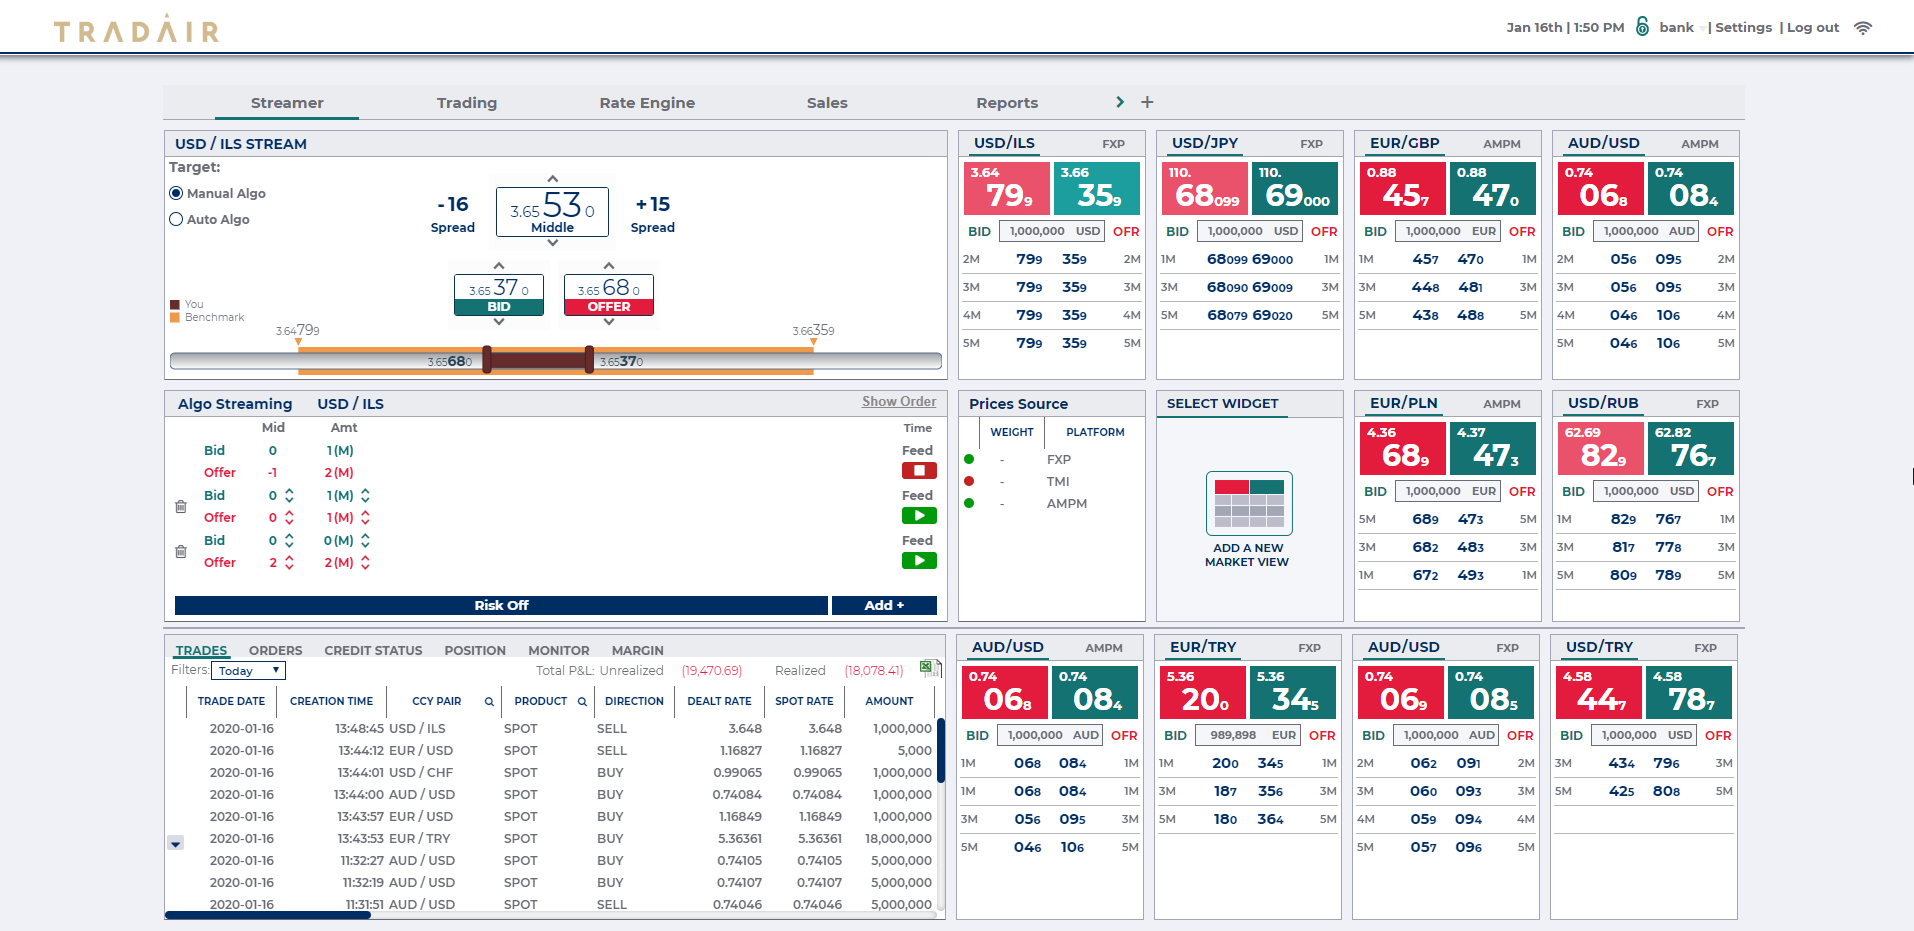 TRADAIR
Jan 16th | 1:50 PM bank | Settings | Log out
Streamer Trading Rate Engine Sales Reports > +
USD / ILS STREAM
Target:
Manual Algo
Auto Algo
-16
Spread
3.65 53 0
Middle
+15
Spread
3.65 37 0
BID
3.65 68 0
OFFER
You
Benchmark
3.64799
3.66359
3.65680
3.65370
USD/ILS FXP
3.64
799
3.66
359
BID 1,000,000 USD OFR
2M 799 359 2M
3M 799 359 3M
4M 799 359 4M
5M 799 359 5M
USD/JPY FXP
110.
68099
110.
69000
BID 1,000,000 USD OFR
1M 68099 69000 1M
3M 68090 69009 3M
5M 68079 69020 5M
EUR/GBP AMPM
0.88
457
0.88
470
BID 1,000,000 EUR OFR
1M 457 470 1M
3M 448 481 3M
5M 438 488 5M
AUD/USD AMPM
0.74
068
0.74
084
BID 1,000,000 AUD OFR
2M 056 095 2M
3M 056 095 3M
4M 046 106 4M
5M 046 106 5M
Algo Streaming USD / ILS Show Order
Mid Amt Time
Bid 0 1 (M) Feed
Offer -1 2 (M)
Bid 0 1 (M) Feed
Offer 0 1 (M)
Bid 0 0 (M) Feed
Offer 2 2 (M)
Risk Off Add +
Prices Source
WEIGHT PLATFORM
- FXP
- TMI
- AMPM
SELECT WIDGET
ADD A NEW
MARKET VIEW
EUR/PLN AMPM
4.36
689
4.37
473
BID 1,000,000 EUR OFR
5M 689 473 5M
3M 682 483 3M
1M 672 493 1M
USD/RUB FXP
62.69
829
62.82
767
BID 1,000,000 USD OFR
1M 829 767 1M
3M 817 778 3M
5M 809 789 5M
TRADES ORDERS CREDIT STATUS POSITION MONITOR MARGIN
Filters: Today Total P&L: Unrealized (19,470.69) Realized (18,078.41)
TRADE DATE CREATION TIME CCY PAIR PRODUCT DIRECTION DEALT RATE SPOT RATE AMOUNT
2020-01-16 13:48:45 USD / ILS SPOT SELL 3.648 3.648 1,000,000
2020-01-16 13:44:12 EUR / USD SPOT SELL 1.16827 1.16827 5,000
2020-01-16 13:44:01 USD / CHF SPOT BUY 0.99065 0.99065 1,000,000
2020-01-16 13:44:00 AUD / USD SPOT BUY 0.74084 0.74084 1,000,000
2020-01-16 13:43:57 EUR / USD SPOT BUY 1.16849 1.16849 1,000,000
2020-01-16 13:43:53 EUR / TRY SPOT BUY 5.36361 5.36361 18,000,000
2020-01-16 11:32:27 AUD / USD SPOT BUY 0.74105 0.74105 5,000,000
2020-01-16 11:32:19 AUD / USD SPOT BUY 0.74107 0.74107 5,000,000
2020-01-16 11:31:51 AUD / USD SPOT SELL 0.74046 0.74046 5,000,000
AUD/USD AMPM
0.74
068
0.74
084
BID 1,000,000 AUD OFR
1M 068 084 1M
1M 068 084 1M
3M 056 095 3M
5M 046 106 5M
EUR/TRY FXP
5.36
200
5.36
345
BID 989,898 EUR OFR
1M 200 345 1M
3M 187 356 3M
5M 180 364 5M
AUD/USD FXP
0.74
069
0.74
085
BID 1,000,000 AUD OFR
2M 062 091 2M
3M 060 093 3M
4M 059 094 4M
5M 057 096 5M
USD/TRY FXP
4.58
447
4.58
787
BID 1,000,000 USD OFR
3M 434 796 3M
5M 425 808 5M